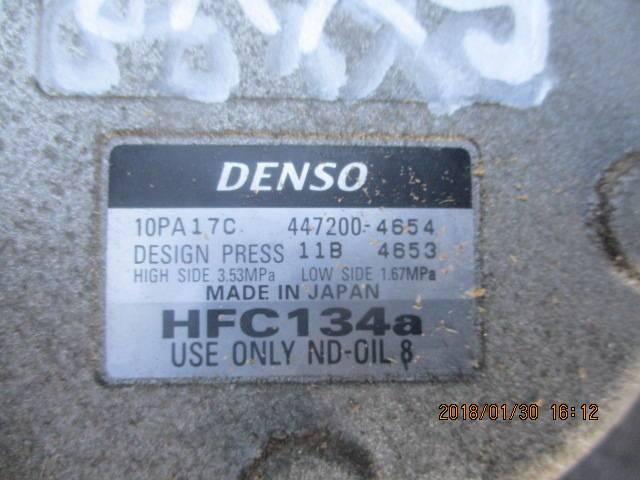 DENSO
10PA17C 447200-4654
DESIGN PRESS 11B 4653
HIGH SIDE 3.53MPa LOW SIDE 1.67MPa
MADE IN JAPAN
HFC134a
USE ONLY ND-OIL 8
2018/01/30 16:12